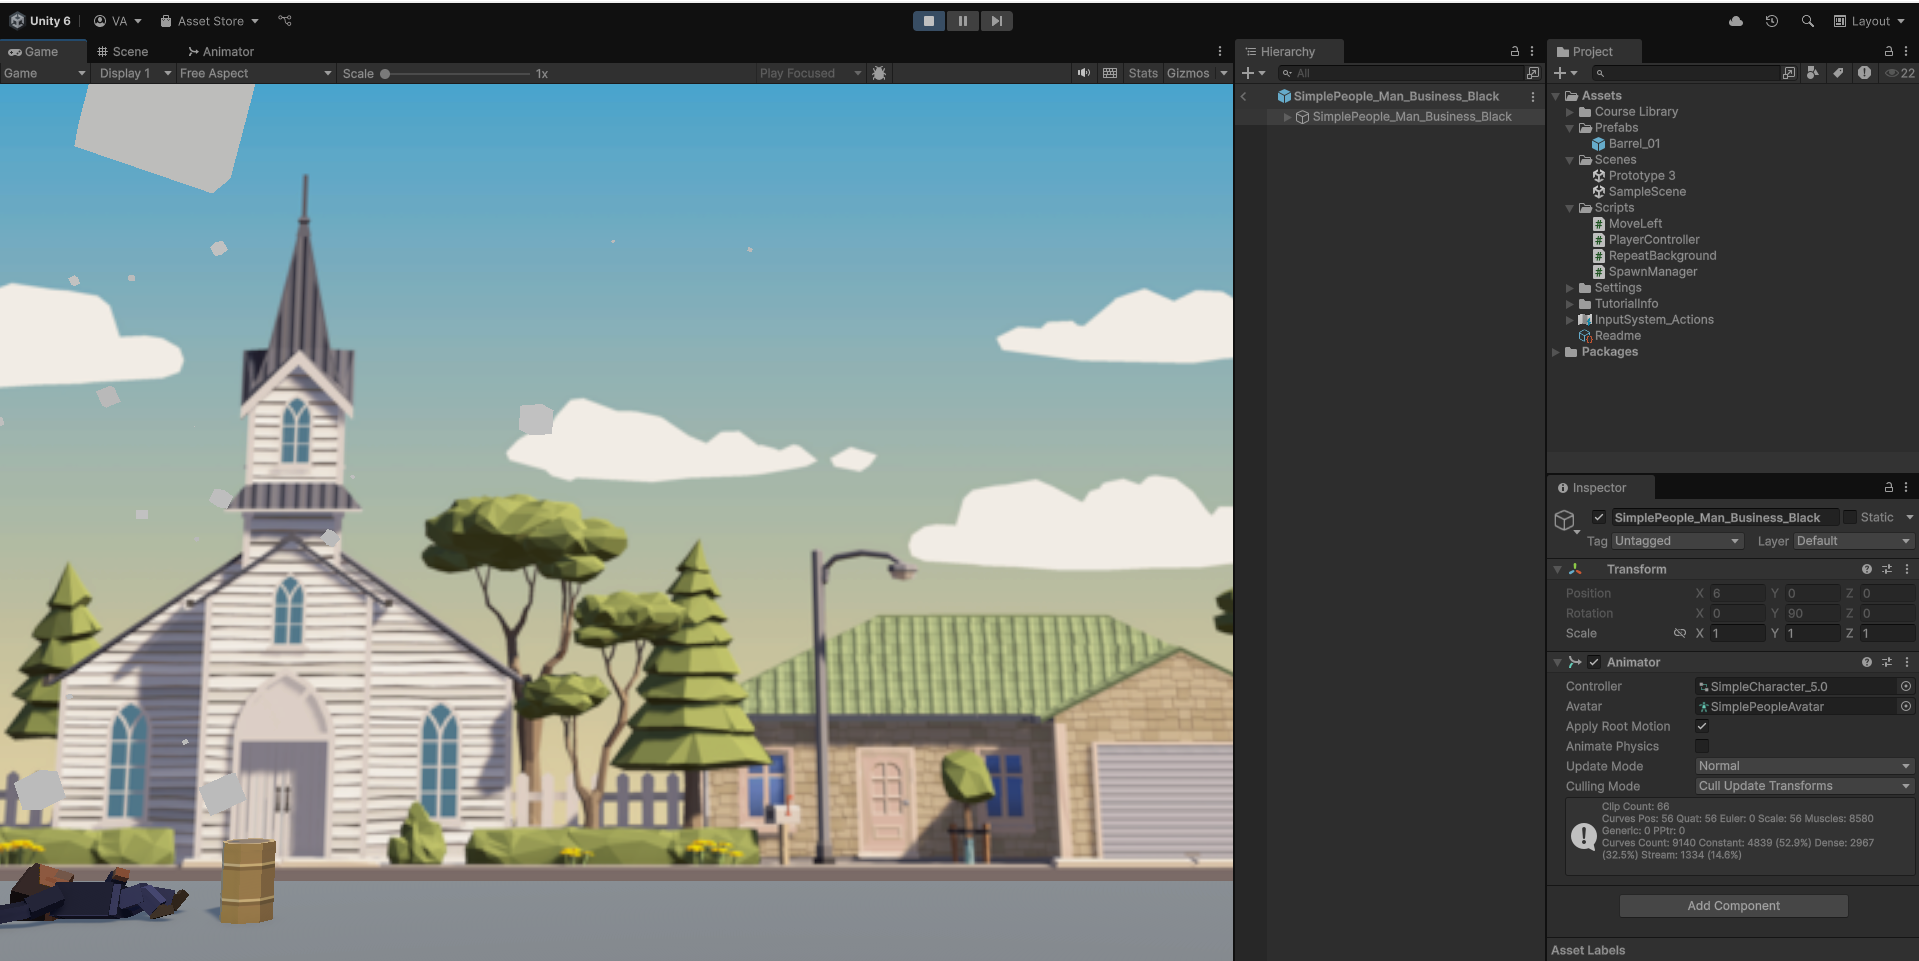 Unity 6 VA Asset Store Layout
Game Scene Animator
Game Display 1 Free Aspect Scale 1x Play Focused Stats Gizmos
Hierarchy
All
SimplePeople_Man_Business_Black
SimplePeople_Man_Business_Black
Project
22
Assets
Course Library
Prefabs
Barrel_01
Scenes
Prototype 3
SampleScene
Scripts
MoveLeft
PlayerController
RepeatBackground
SpawnManager
Settings
TutorialInfo
InputSystem_Actions
Readme
Packages
Inspector
SimplePeople_Man_Business_Black Static
Tag Untagged Layer Default
Transform
Position X 6 Y 0 Z 0
Rotation X 0 Y 90 Z 0
Scale X 1 Y 1 Z 1
Animator
Controller SimpleCharacter_5.0
Avatar SimplePeopleAvatar
Apply Root Motion
Animate Physics
Update Mode Normal
Culling Mode Cull Update Transforms
Clip Count: 66
Curves Pos: 56 Quat: 56 Euler: 0 Scale: 56 Muscles: 8580
Generic: 0 PPtr: 0
Curves Count: 9140 Constant: 4839 (52.9%) Dense: 2967
(32.5%) Stream: 1334 (14.6%)
Add Component
Asset Labels